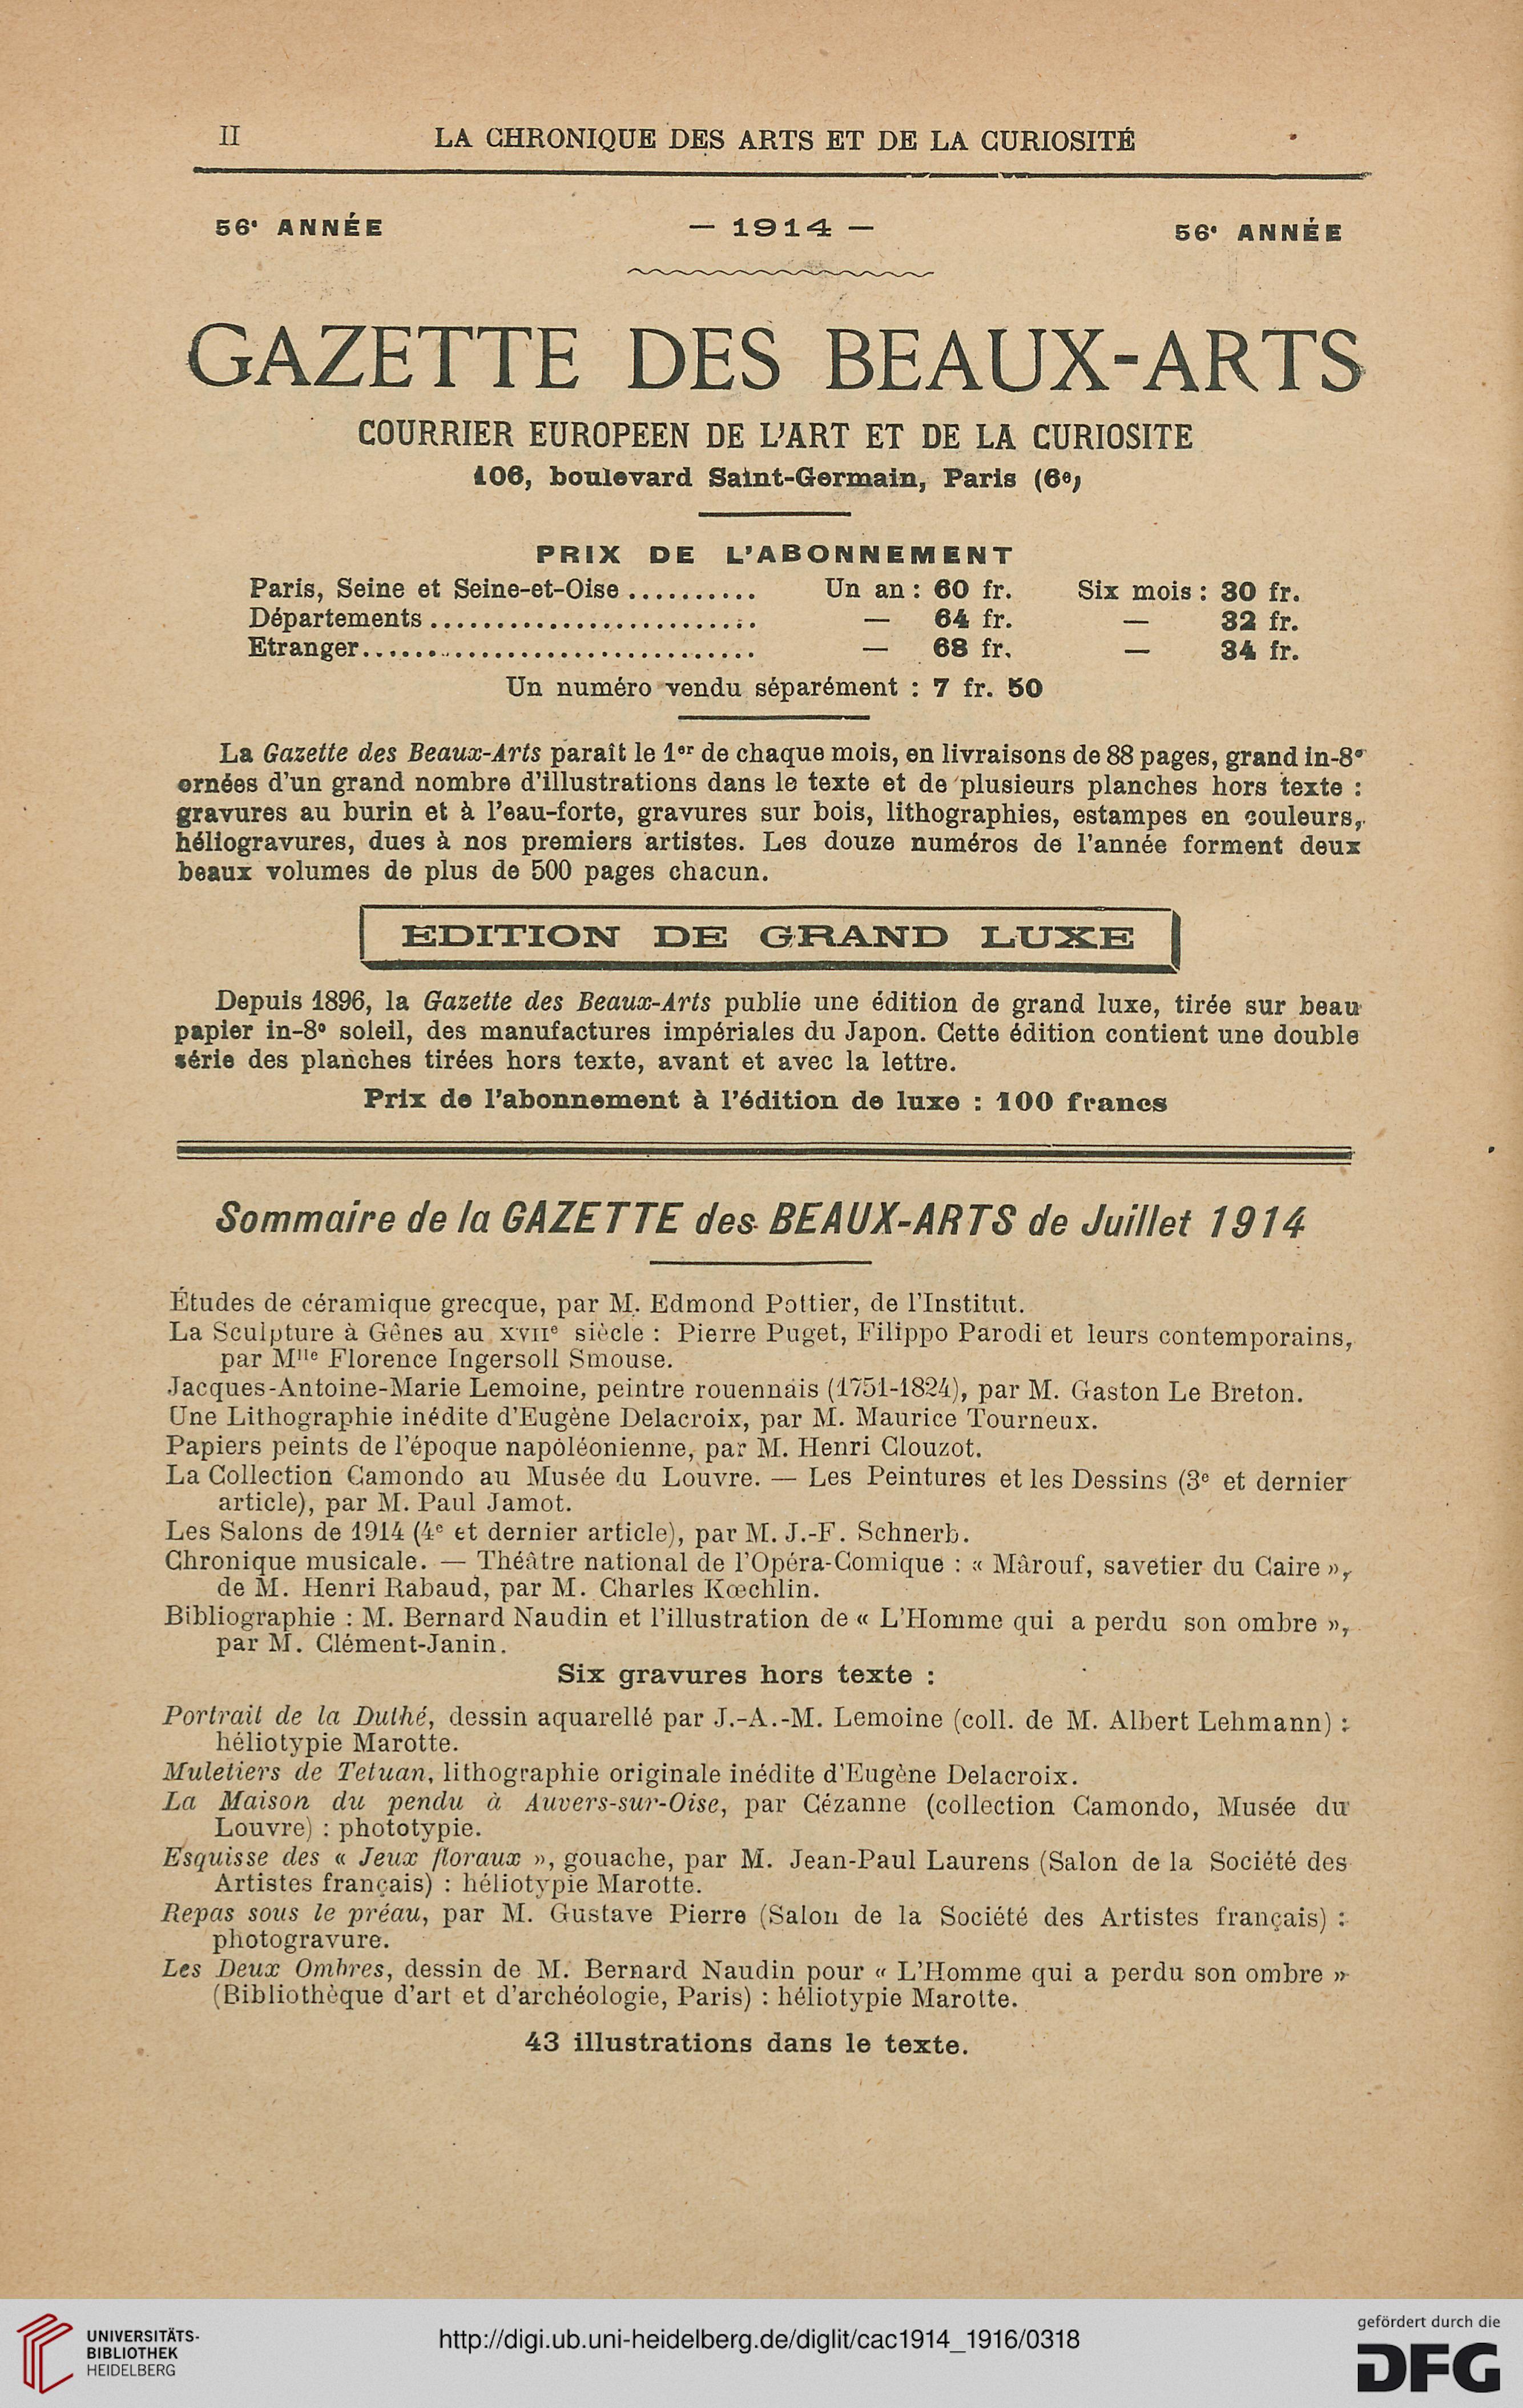 II LA CHRONIQUE DES ARTS ET DE LA CURIOSITÉ
56e ANNÉE — 1914 — 56e ANNÉE
GAZETTE DES BEAUX-ARTS
COURRIER EUROPEEN DE L'ART ET DE LA CURIOSITE
106, boulevard Saint-Germain, Paris (6e)
PRIX DE L'ABONNEMENT
Paris, Seine et Seine-et-Oise .......... Un an : 60 fr. Six mois : 30 fr.
Départements ......................... — 64 fr. — 32 fr.
Etranger.............................. — 68 fr. — 34 fr.
Un numéro vendu séparément : 7 fr. 50
La Gazette des Beaux-Arts paraît le 1er de chaque mois, en livraisons de 88 pages, grand in-8°
ornées d'un grand nombre d'illustrations dans le texte et de plusieurs planches hors texte :
gravures au burin et à l'eau-forte, gravures sur bois, lithographies, estampes en couleurs,
héliogravures, dues à nos premiers artistes. Les douze numéros de l'année forment deux
beaux volumes de plus de 500 pages chacun.
EDITION DE GRAND LUXE
Depuis 1896, la Gazette des Beaux-Arts publie une édition de grand luxe, tirée sur beau
papier in-8° soleil, des manufactures impériales du Japon. Cette édition contient une double
série des planches tirées hors texte, avant et avec la lettre.
Prix de l'abonnement à l'édition de luxe : 100 francs
Sommaire de la GAZETTE des BEAUX-ARTS de Juillet 1914
Études de céramique grecque, par M. Edmond Pottier, de l'Institut.
La Sculpture à Gênes au XVIIe siècle : Pierre Puget, Filippo Parodi et leurs contemporains,
par Mlle Florence Ingersoll Smouse.
Jacques-Antoine-Marie Lemoine, peintre rouennais (1751-1824), par M. Gaston Le Breton.
Une Lithographie inédite d'Eugène Delacroix, par M. Maurice Tourneux.
Papiers peints de l'époque napoléonienne, par M. Henri Clouzot.
La Collection Camondo au Musée du Louvre. — Les Peintures et les Dessins (3e et dernier
article), par M. Paul Jamot.
Les Salons de 1914 (4e et dernier article), par M. J.-F. Schnerb.
Chronique musicale. — Théâtre national de l'Opéra-Comique : « Mârouf, savetier du Caire »,
de M. Henri Rabaud, par M. Charles Kœchlin.
Bibliographie : M. Bernard Naudin et l'illustration de « L'Homme qui a perdu son ombre »,
par M. Clément-Janin.
Six gravures hors texte :
Portrait de la Duthé, dessin aquarellé par J.-A.-M. Lemoine (coll. de M. Albert Lehmann) :
héliotypie Marotte.
Muletiers de Tetuan, lithographie originale inédite d'Eugène Delacroix.
La Maison du pendu à Auvers-sur-Oise, par Cézanne (collection Camondo, Musée du
Louvre) : phototypie.
Esquisse des « Jeux floraux », gouache, par M. Jean-Paul Laurens (Salon de la Société des
Artistes français) : héliotypie Marotte.
Repas sous le préau, par M. Gustave Pierre (Salon de la Société des Artistes français) :
photogravure.
Les Deux Ombres, dessin de M. Bernard Naudin pour « L'Homme qui a perdu son ombre »
(Bibliothèque d'art et d'archéologie, Paris) : héliotypie Marotte.
43 illustrations dans le texte.
UNIVERSITÄTS-
BIBLIOTHEK
HEIDELBERG
http://digi.ub.uni-heidelberg.de/diglit/cac1914_1916/0318
gefördert durch die
DFG